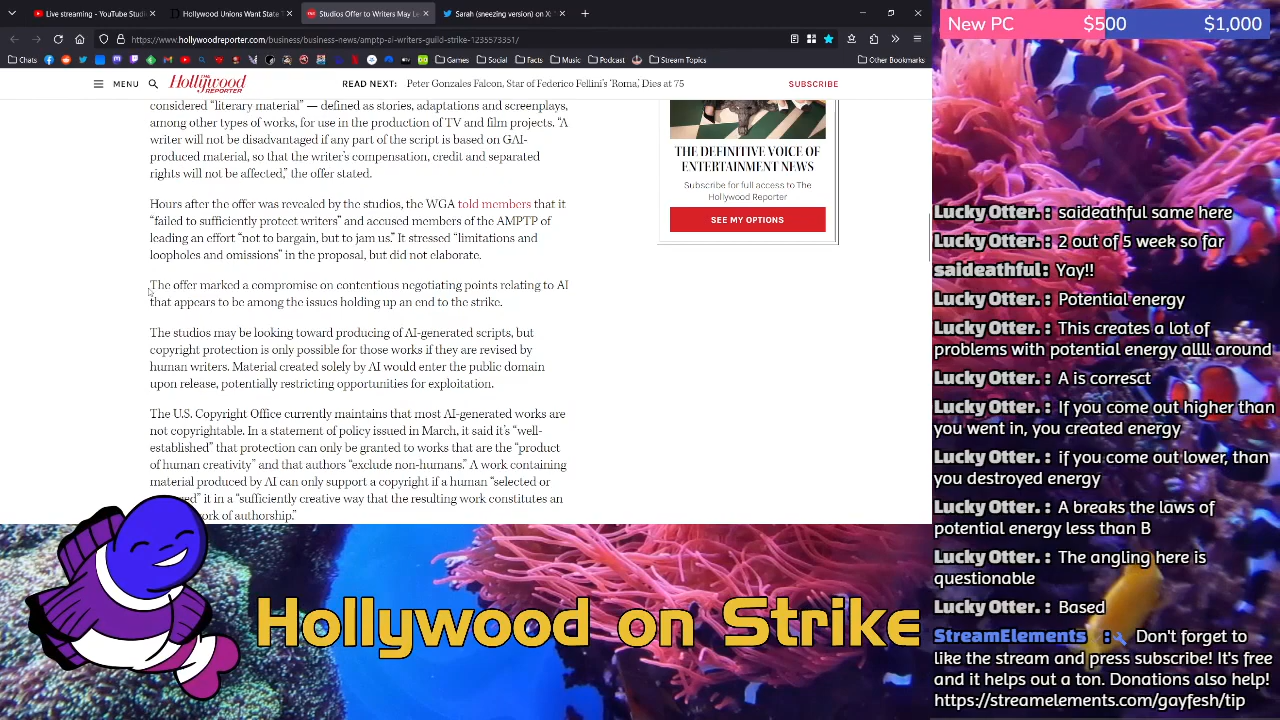 Live streaming - YouTube Studio
Hollywood Unions Want State T
Studios Offer to Writers May Le
Sarah (sneezing version) on X:
https://www.hollywoodreporter.com/business/business-news/amptp-ai-writers-guild-strike-1235573351/
Chats
Games
Social
Facts
Music
Podcast
Stream Topics
Other Bookmarks
MENU
THE Hollywood REPORTER
READ NEXT: Peter Gonzales Falcon, Star of Federico Fellini's 'Roma,' Dies at 75
SUBSCRIBE
considered “literary material” — defined as stories, adaptations and screenplays,
among other types of works, for use in the production of TV and film projects. “A
writer will not be disadvantaged if any part of the script is based on GAI-
produced material, so that the writer's compensation, credit and separated
rights will not be affected,” the offer stated.
Hours after the offer was revealed by the studios, the WGA told members that it
“failed to sufficiently protect writers” and accused members of the AMPTP of
leading an effort “not to bargain, but to jam us.” It stressed “limitations and
loopholes and omissions” in the proposal, but did not elaborate.
The offer marked a compromise on contentious negotiating points relating to AI
that appears to be among the issues holding up an end to the strike.
The studios may be looking toward producing of AI-generated scripts, but
copyright protection is only possible for those works if they are revised by
human writers. Material created solely by AI would enter the public domain
upon release, potentially restricting opportunities for exploitation.
The U.S. Copyright Office currently maintains that most AI-generated works are
not copyrightable. In a statement of policy issued in March, it said it's “well-
established” that protection can only be granted to works that are the “product
of human creativity” and that authors “exclude non-humans.” A work containing
material produced by AI can only support a copyright if a human “selected or
it in a “sufficiently creative way that the resulting work constitutes an
work of authorship.”
THE DEFINITIVE VOICE OF
ENTERTAINMENT NEWS
Subscribe for full access to The
Hollywood Reporter
SEE MY OPTIONS
New PC $500 $1,000
Lucky Otter. : saideathful same here
Lucky Otter. : 2 out of 5 week so far
saideathful: Yay!!
Lucky Otter. : Potential energy
Lucky Otter. : This creates a lot of
problems with potential energy allll around
Lucky Otter. : A is corresct
Lucky Otter. : If you come out higher than
you went in, you created energy
Lucky Otter. : if you come out lower, than
you destroyed energy
Lucky Otter. : A breaks the laws of
potential energy less than B
Lucky Otter. : The angling here is
questionable
Lucky Otter. : Based
StreamElements : Don't forget to
like the stream and press subscribe! It's free
and it helps out a ton. Donations also help!
https://streamelements.com/gayfesh/tip
Hollywood on Strike